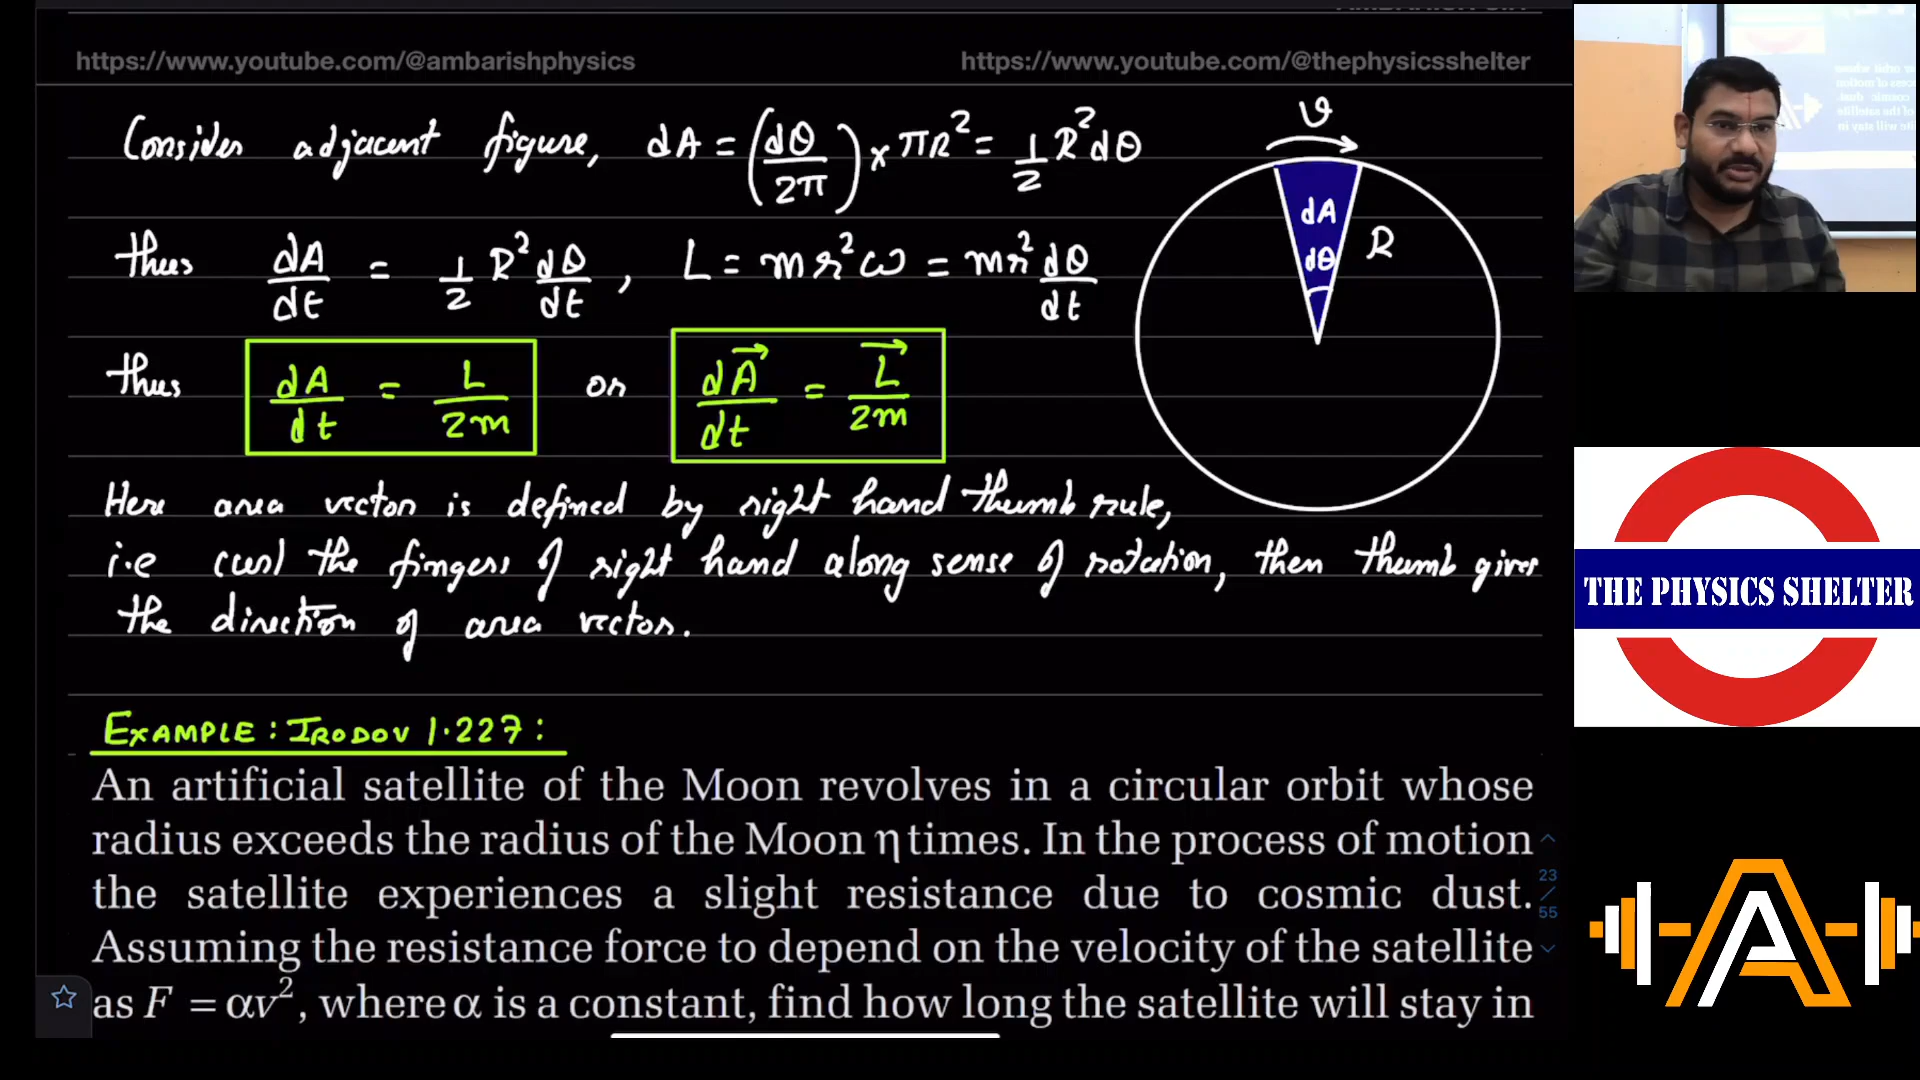 https://www.youtube.com/@ambarishphysics https://www.youtube.com/@thephysicsshelter
Consider adjacent figure, dA = (dθ/2π) × πR² = 1/2 R² dθ
v
dA
dθ
R
thus dA/dt = 1/2 R² dθ/dt , L = mr²ω = mr² dθ/dt
thus dA/dt = L/2m or dA⃗/dt = L⃗/2m
Here area vector is defined by right hand thumb rule,
i.e curl the fingers of right hand along sense of rotation, then thumb gives
the direction of area vector.
EXAMPLE: IRODOV 1.227:
An artificial satellite of the Moon revolves in a circular orbit whose
radius exceeds the radius of the Moon η times. In the process of motion
the satellite experiences a slight resistance due to cosmic dust.
Assuming the resistance force to depend on the velocity of the satellite
as F = αv², where α is a constant, find how long the satellite will stay in
23
/
55
THE PHYSICS SHELTER
A